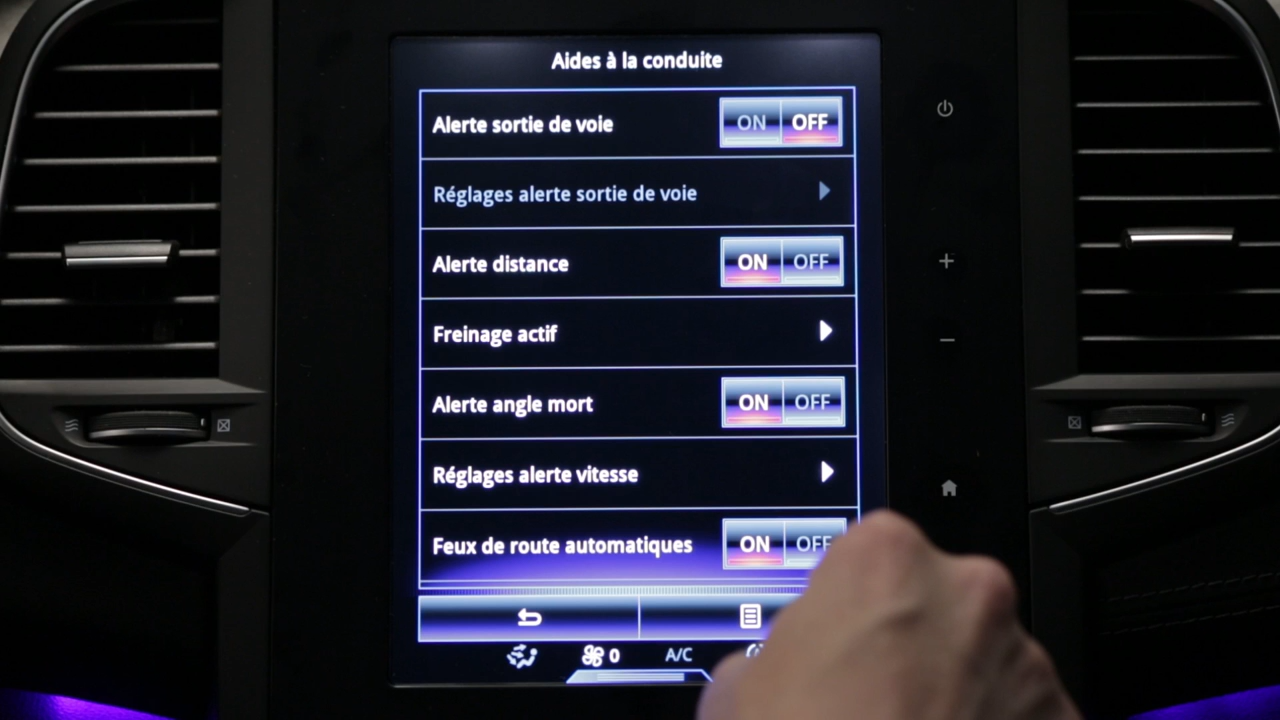 Aides à la conduite
Alerte sortie de voie ON OFF
Réglages alerte sortie de voie
Alerte distance ON OFF
Freinage actif
Alerte angle mort ON OFF
Réglages alerte vitesse
Feux de route automatiques ON OFF
0 A/C